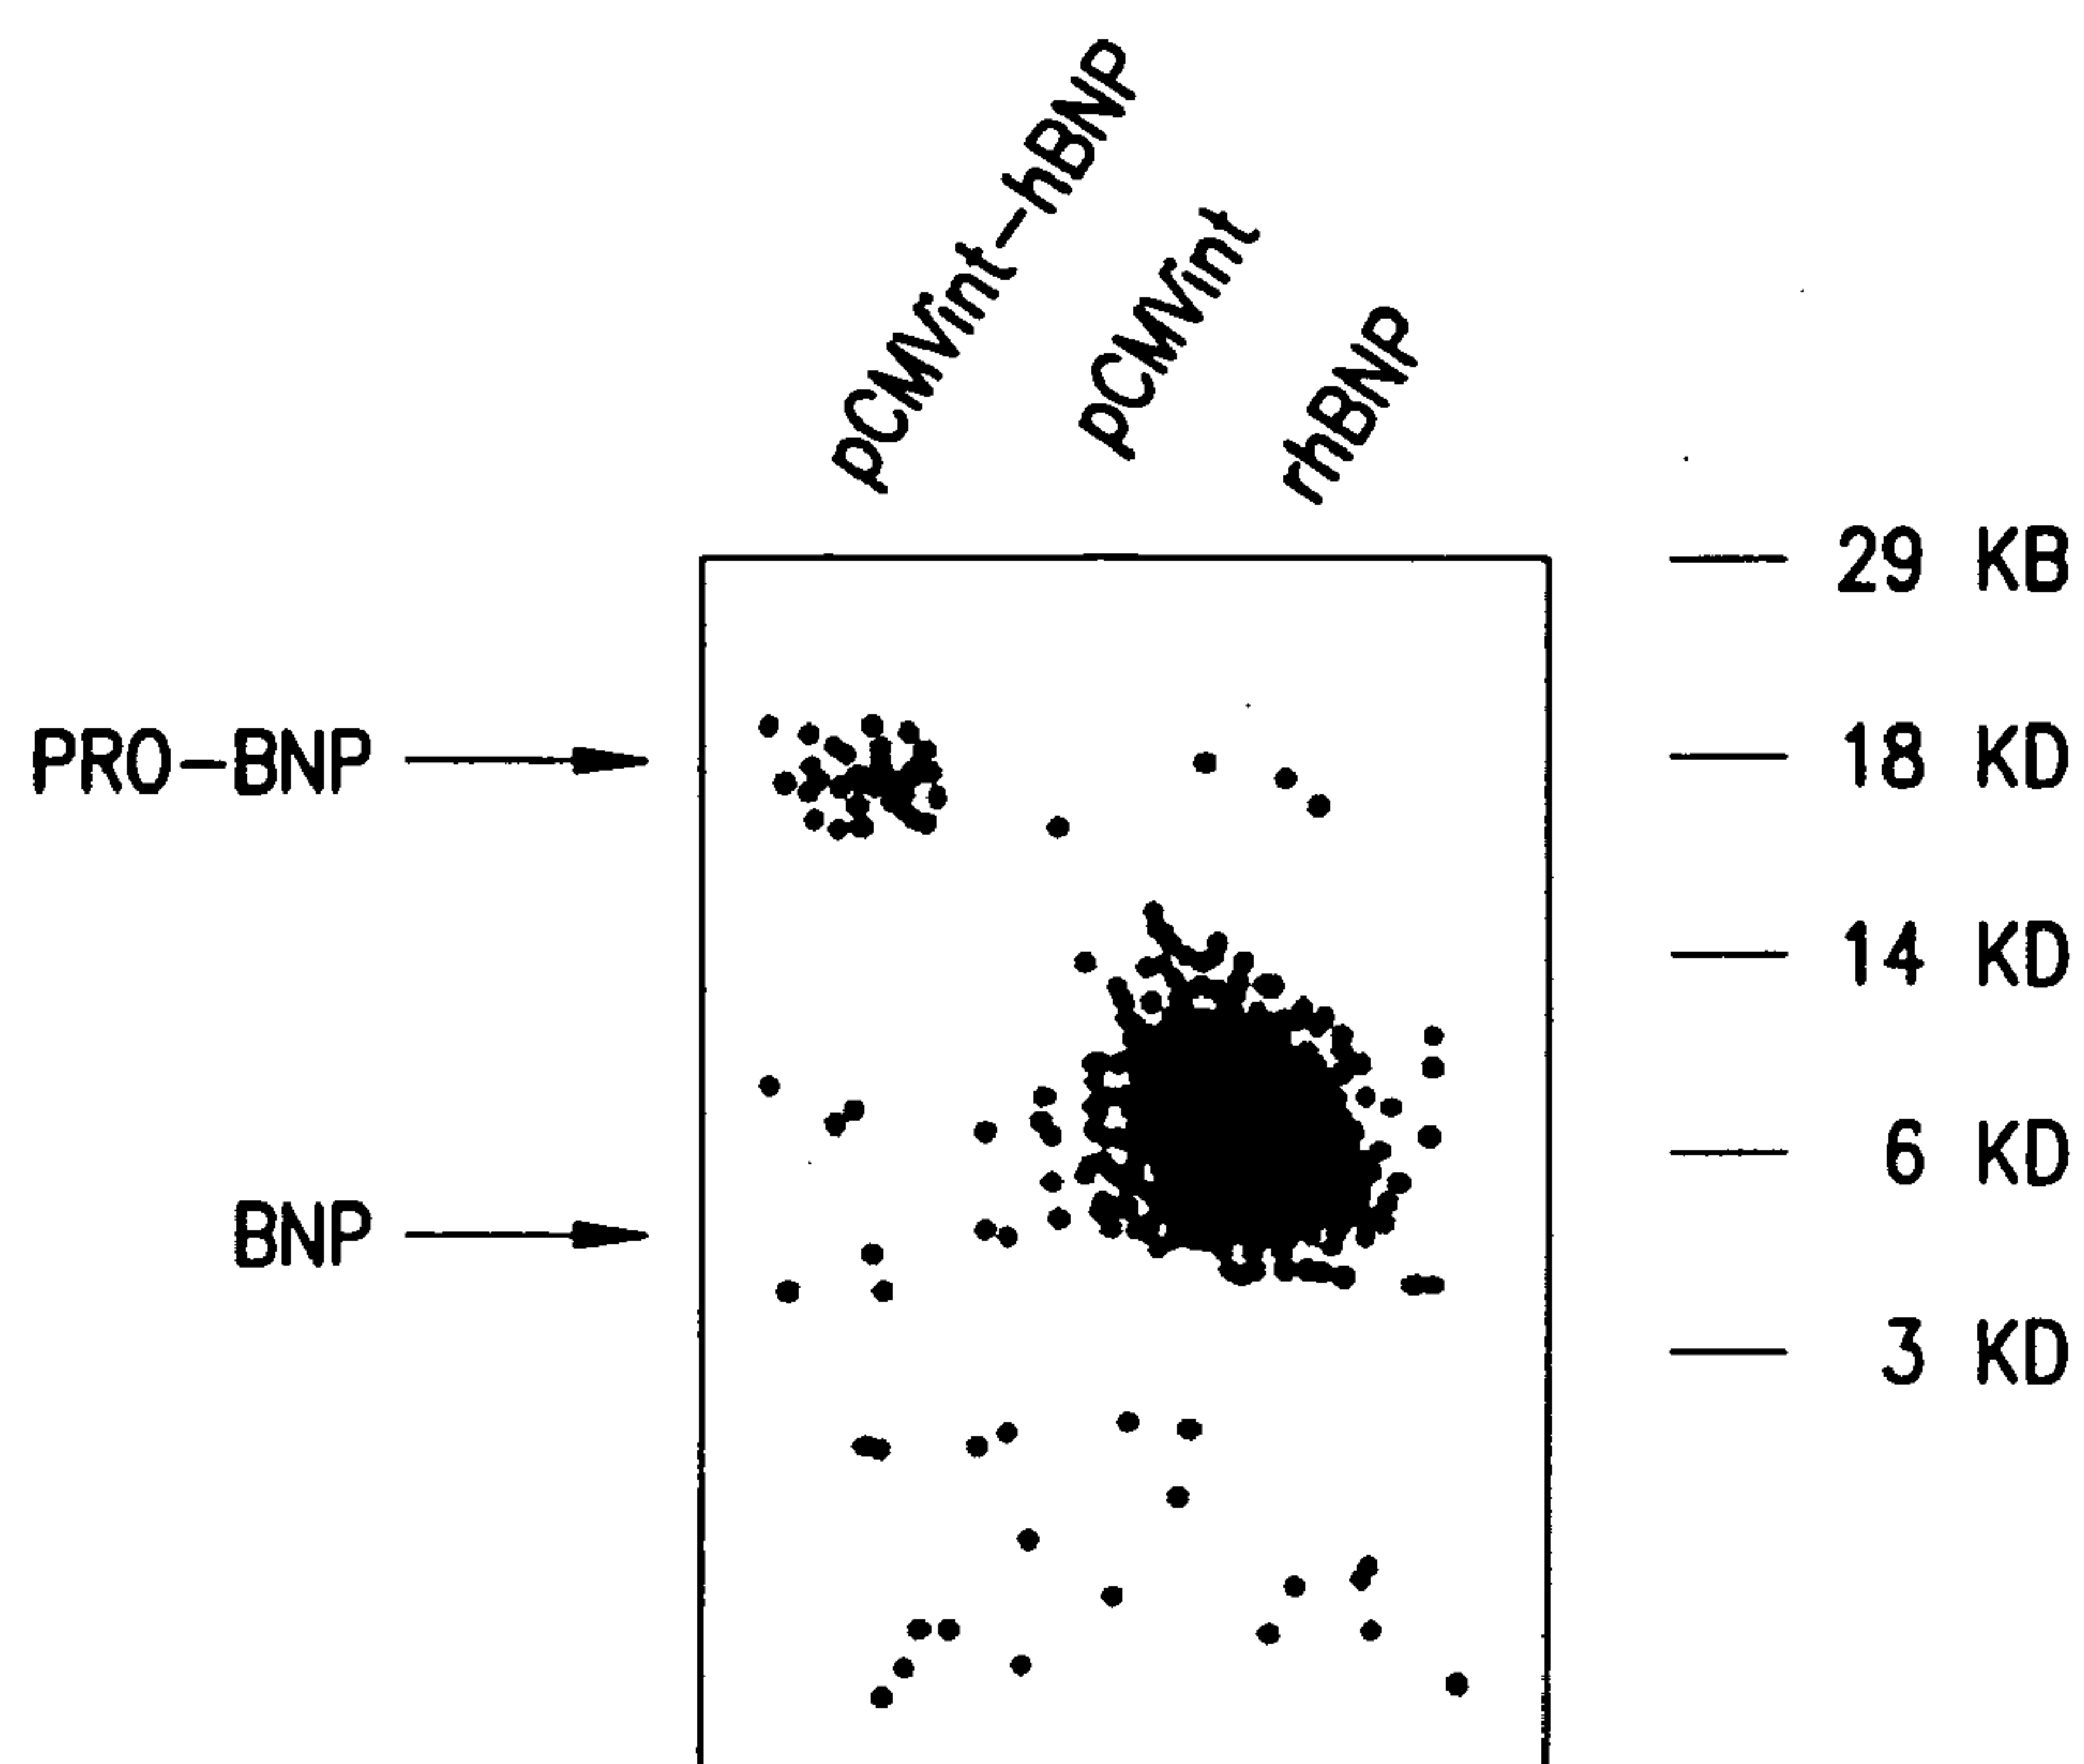 pCMVint-hBNP
pCMVint
rhBNP
29 KB
PRO-BNP
18 KD
14 KD
6 KD
BNP
3 KD